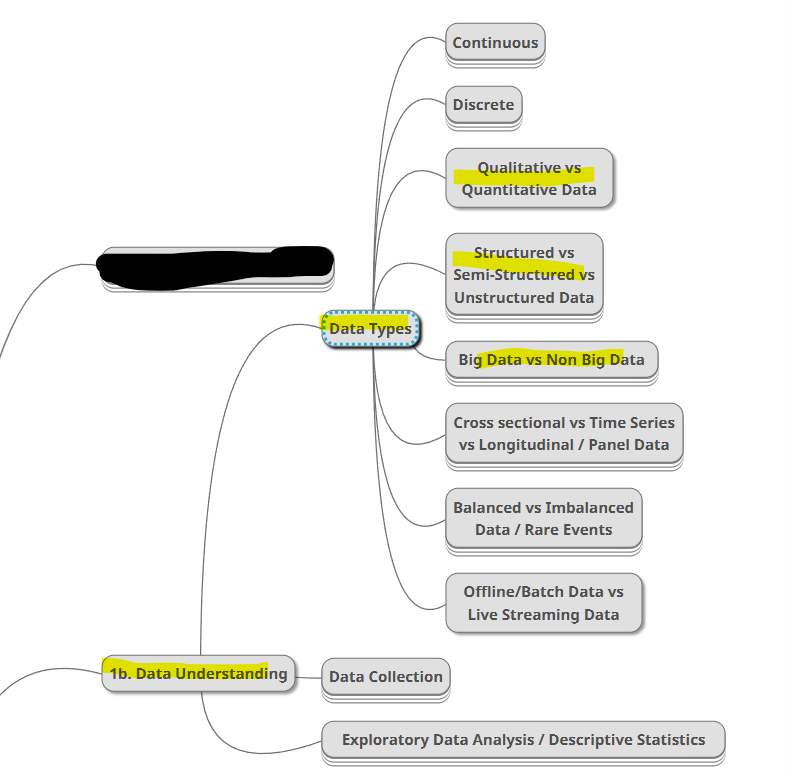 Continuous
Discrete
Qualitative vs
Quantitative Data
Structured vs
Semi-Structured vs
Unstructured Data
Data Types
Big Data vs Non Big Data
Cross sectional vs Time Series
vs Longitudinal / Panel Data
Balanced vs Imbalanced
Data / Rare Events
Offline/Batch Data vs
Live Streaming Data
1b. Data Understanding
Data Collection
Exploratory Data Analysis / Descriptive Statistics